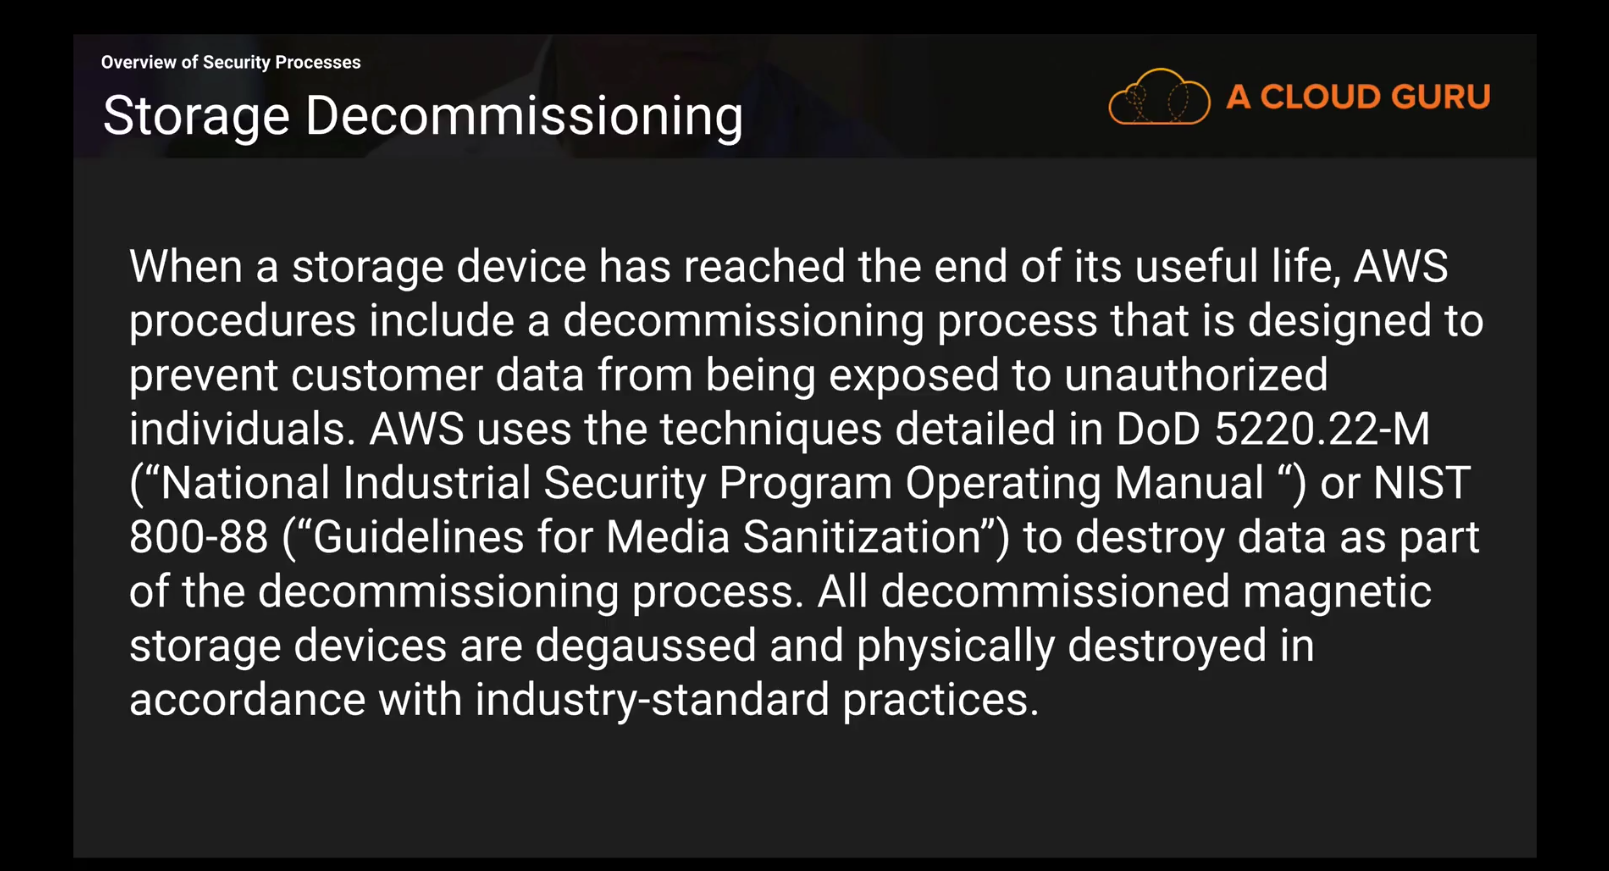 Overview of Security Processes
Storage Decommissioning
A CLOUD GURU
When a storage device has reached the end of its useful life, AWS
procedures include a decommissioning process that is designed to
prevent customer data from being exposed to unauthorized
individuals. AWS uses the techniques detailed in DoD 5220.22-M
(“National Industrial Security Program Operating Manual “) or NIST
800-88 (“Guidelines for Media Sanitization”) to destroy data as part
of the decommissioning process. All decommissioned magnetic
storage devices are degaussed and physically destroyed in
accordance with industry-standard practices.